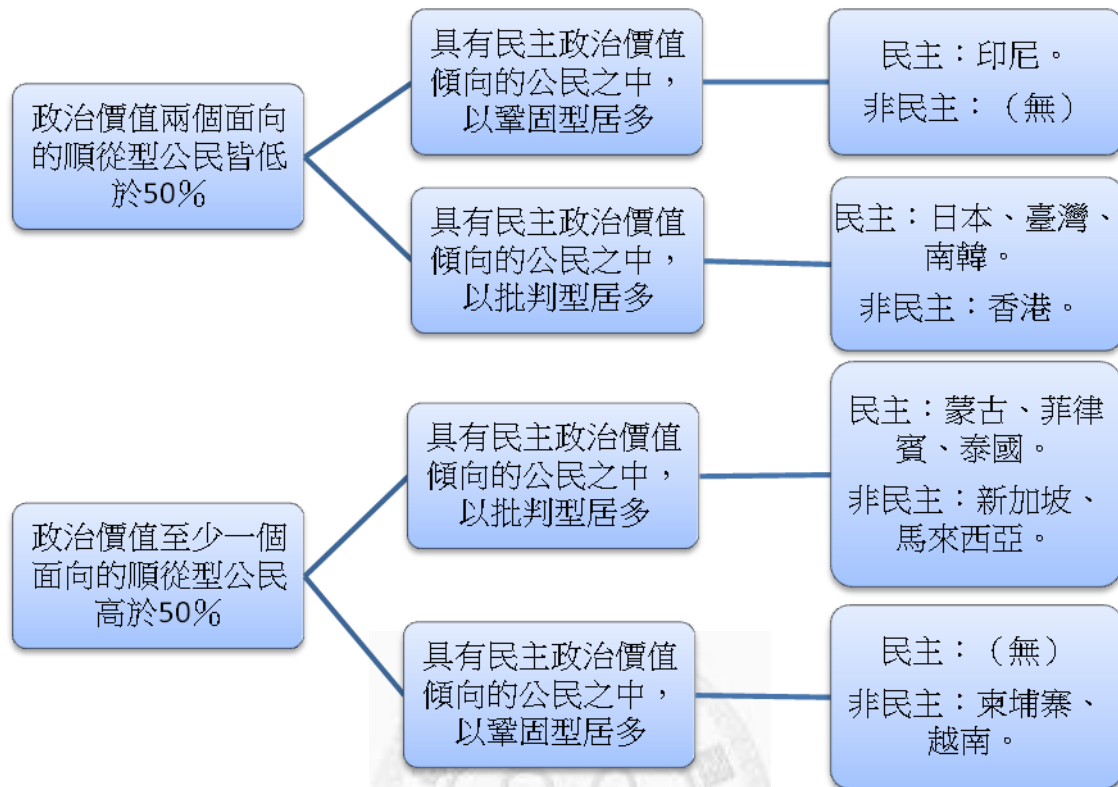 政治價值兩個面向
的順從型公民皆低
於50%
具有民主政治價值
傾向的公民之中，
以鞏固型居多
民主：印尼。
非民主：（無）
具有民主政治價值
傾向的公民之中，
以批判型居多
民主：日本、臺灣、
南韓。
非民主：香港。
政治價值至少一個
面向的順從型公民
高於50%
具有民主政治價值
傾向的公民之中，
以批判型居多
民主：蒙古、菲律
賓、泰國。
非民主：新加坡、
馬來西亞。
具有民主政治價值
傾向的公民之中，
以鞏固型居多
民主：（無）
非民主：柬埔寨、
越南。